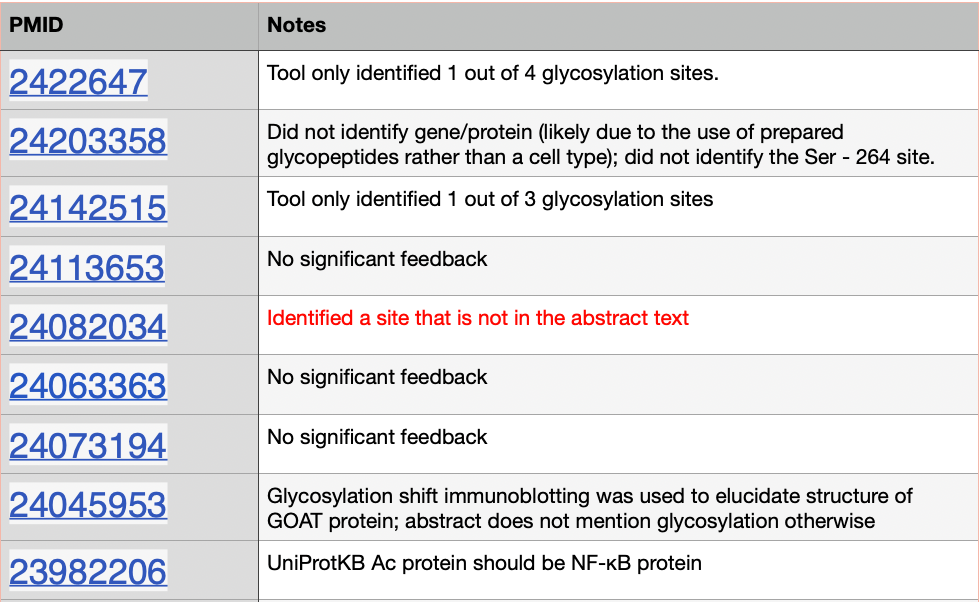 PMID Notes
2422647 Tool only identified 1 out of 4 glycosylation sites.
24203358 Did not identify gene/protein (likely due to the use of prepared
glycopeptides rather than a cell type); did not identify the Ser - 264 site.
24142515 Tool only identified 1 out of 3 glycosylation sites
24113653 No significant feedback
24082034 Identified a site that is not in the abstract text
24063363 No significant feedback
24073194 No significant feedback
24045953 Glycosylation shift immunoblotting was used to elucidate structure of
GOAT protein; abstract does not mention glycosylation otherwise
23982206 UniProtKB Ac protein should be NF-κB protein